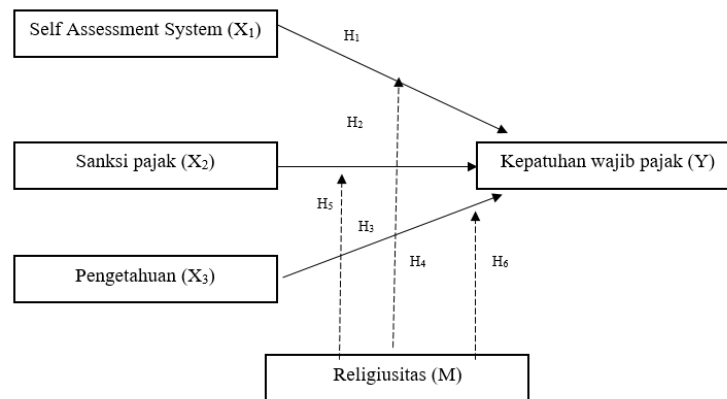 Self Assessment System (X₁)
H₁
H₂
Sanksi pajak (X₂)
Kepatuhan wajib pajak (Y)
H₅
H₃
Pengetahuan (X₃)
H₄
H₆
Religiusitas (M)